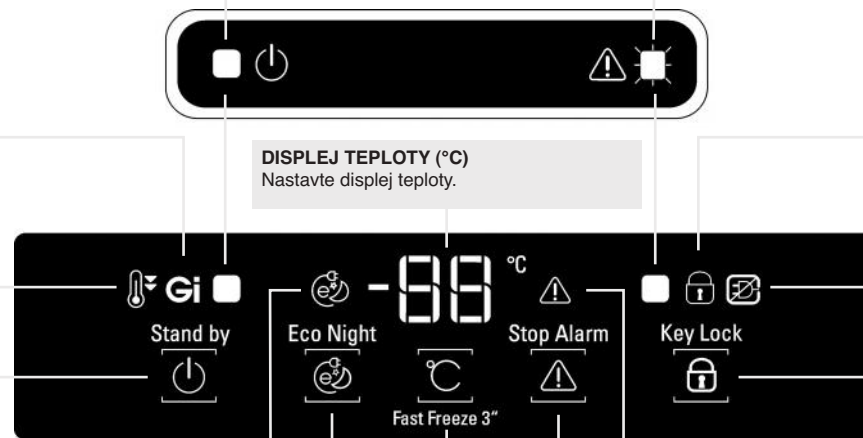 DISPLEJ TEPLOTY (°C)
Nastavte displej teploty.
Gi
-88 °C
Stand by
Eco Night
Stop Alarm
Key Lock
°C
Fast Freeze 3“